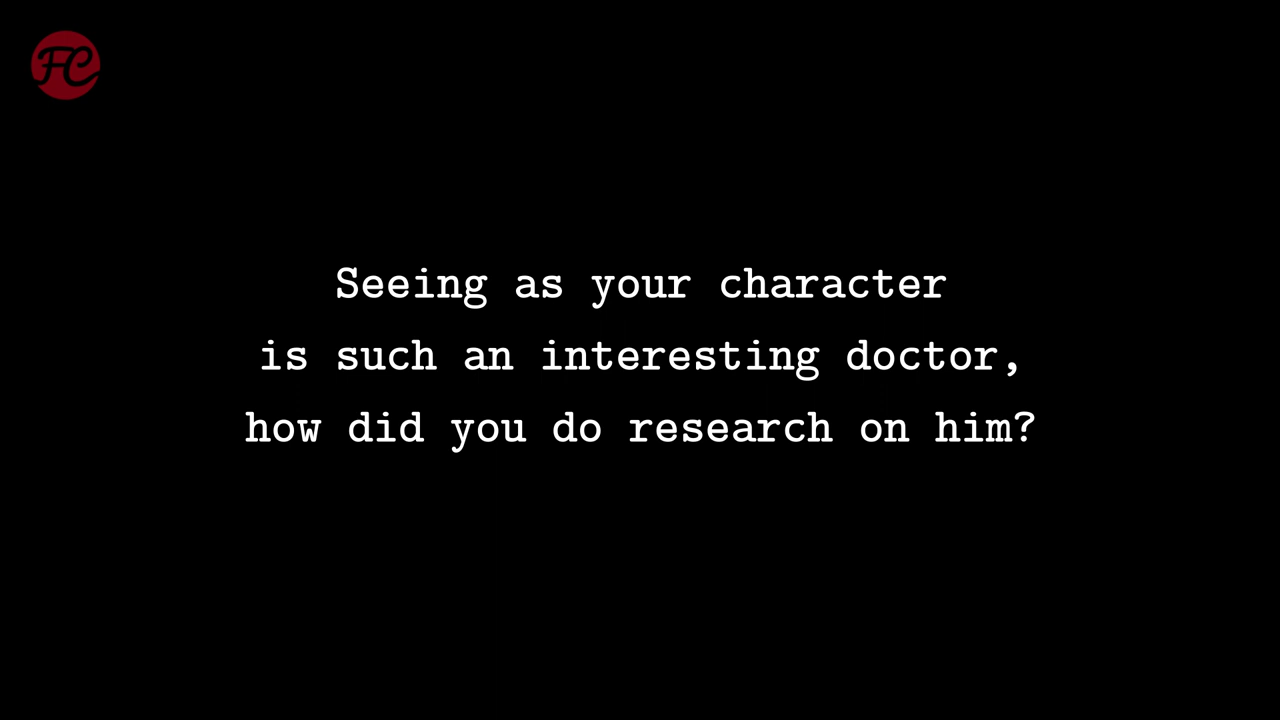 FC
Seeing as your character
is such an interesting doctor,
how did you do research on him?